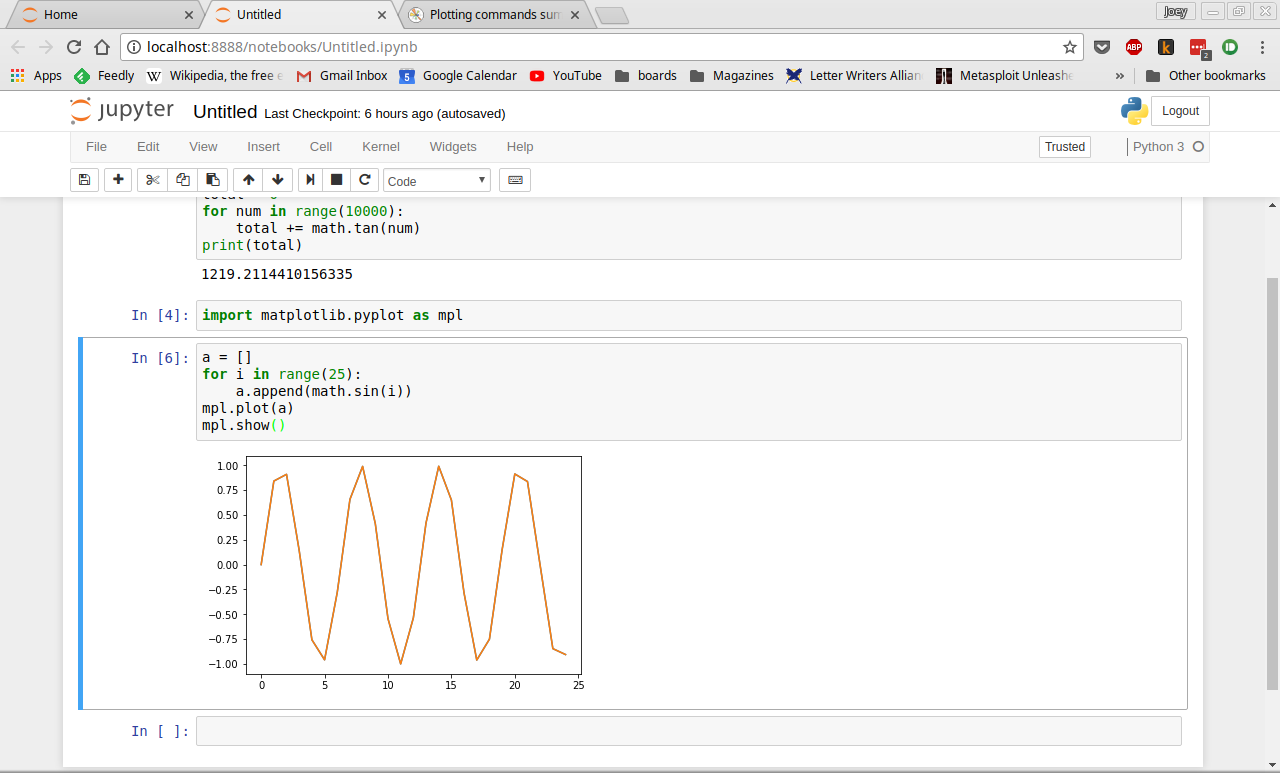 Home
Untitled
Plotting commands sum
Joey
localhost:8888/notebooks/Untitled.ipynb
ABP
k
2
Apps
Feedly
W Wikipedia, the free e
Gmail Inbox
5 Google Calendar
YouTube
boards
Magazines
Letter Writers Allian
Metasploit Unleash
»
Other bookmarks
jupyter Untitled Last Checkpoint: 6 hours ago (autosaved)
Logout
File Edit View Insert Cell Kernel Widgets Help
Trusted
Python 3
Code
for num in range(10000):
    total += math.tan(num)
print(total)
1219.2114410156335
In [4]: import matplotlib.pyplot as mpl
In [6]: a = []
for i in range(25):
    a.append(math.sin(i))
mpl.plot(a)
mpl.show()
1.00
0.75
0.50
0.25
0.00
−0.25
−0.50
−0.75
−1.00
0 5 10 15 20 25
In [ ]: